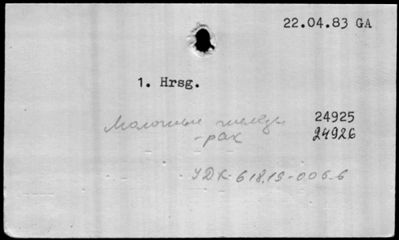 22.04.83 GA
1. Hrsg.
Молочные железы 24925
-рак 24926
УДК-618.19-006.6